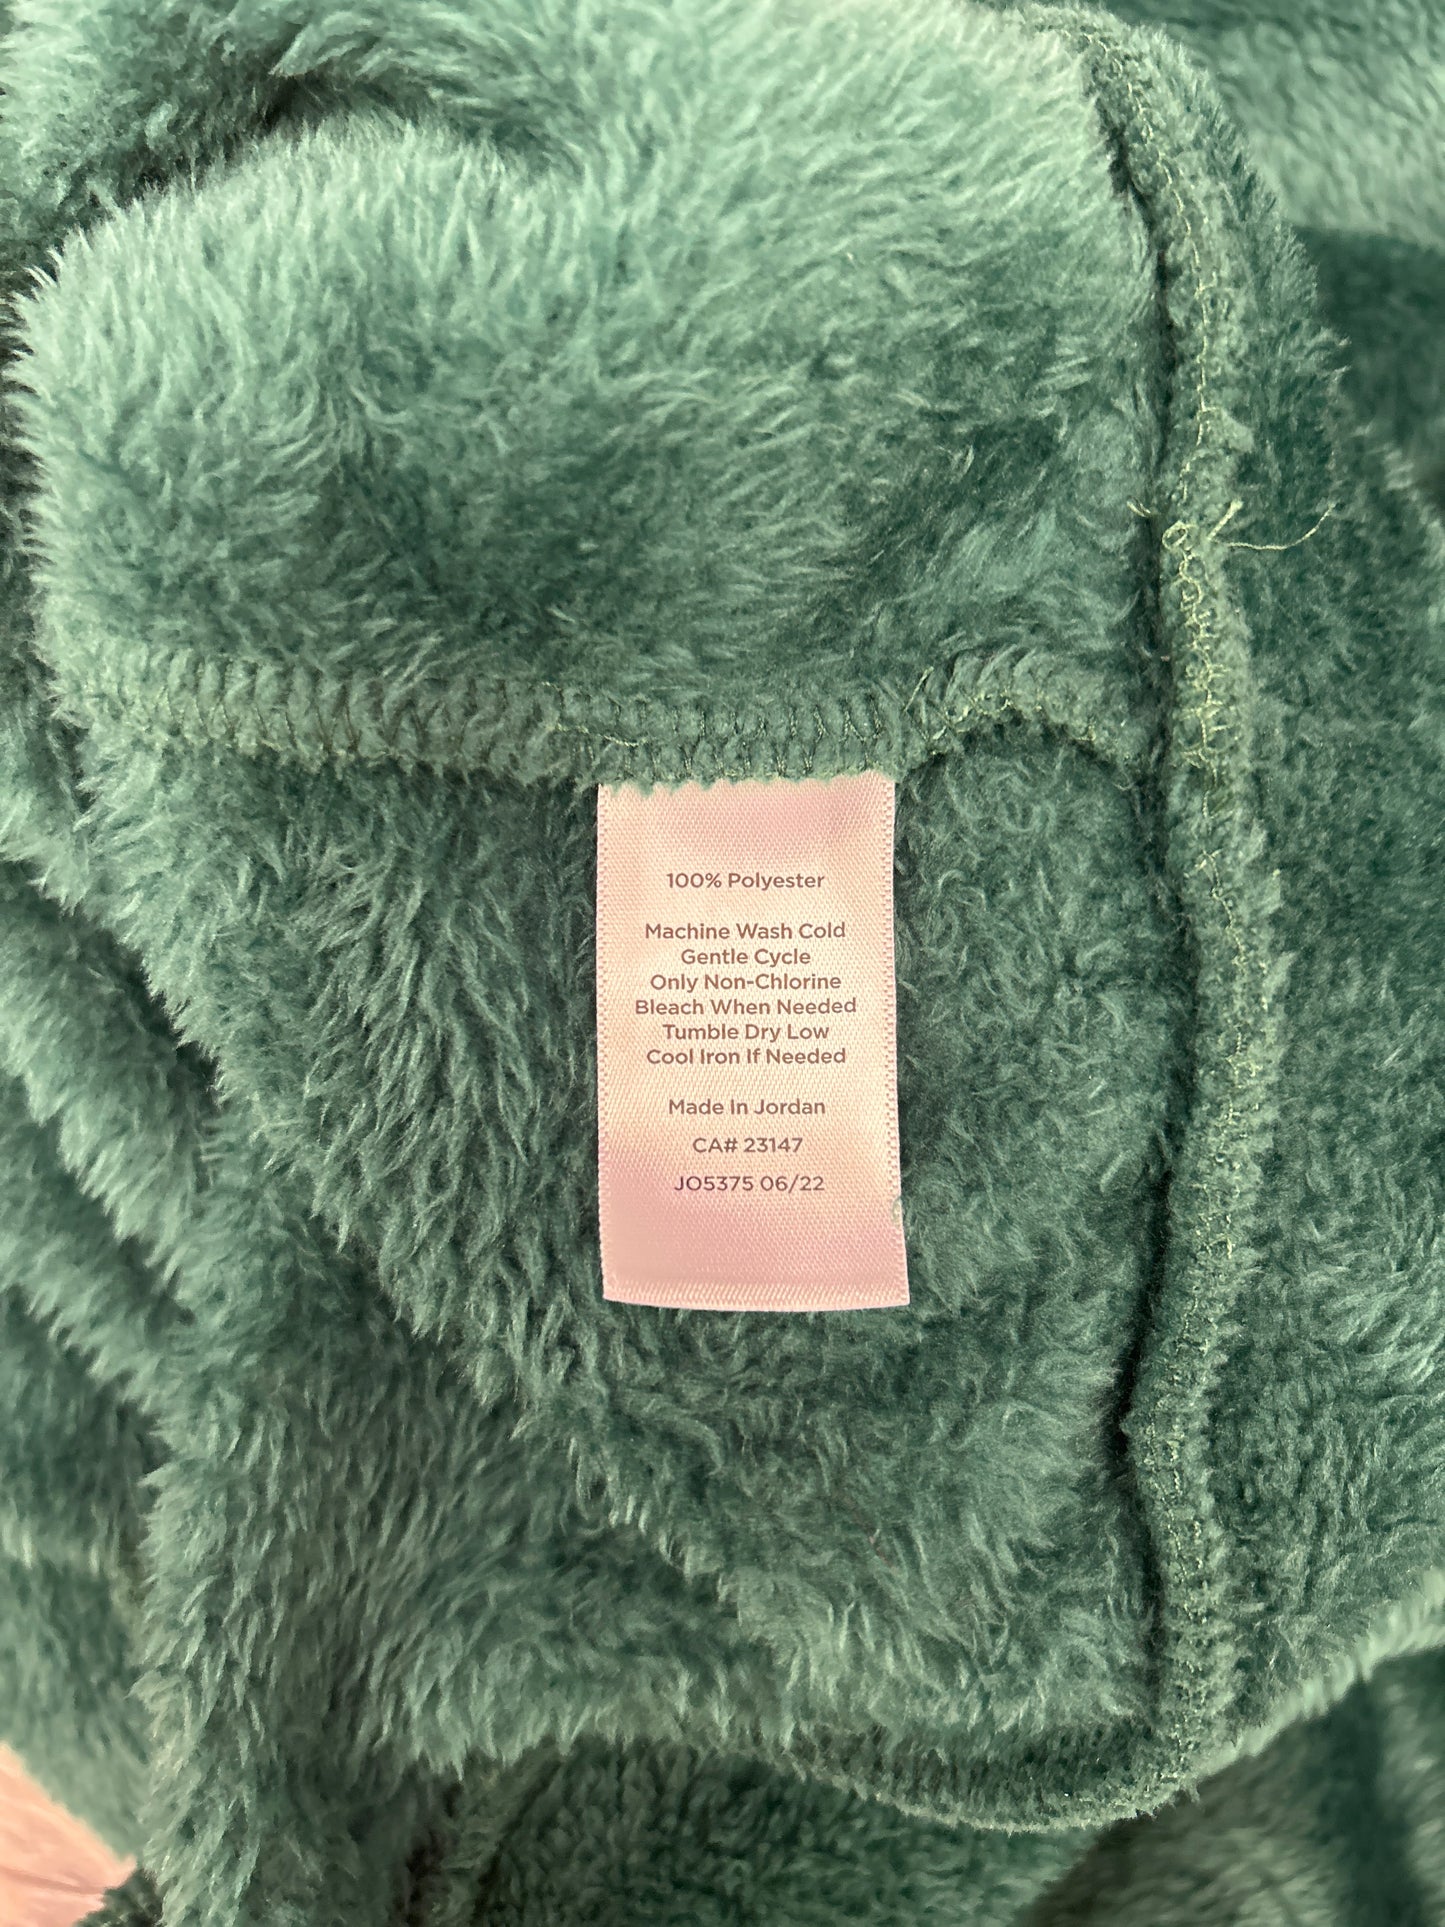 100% Polyester
Machine Wash Cold
Gentle Cycle
Only Non-Chlorine
Bleach When Needed
Tumble Dry Low
Cool Iron If Needed
Made In Jordan
CA# 23147
JO5375 06/22